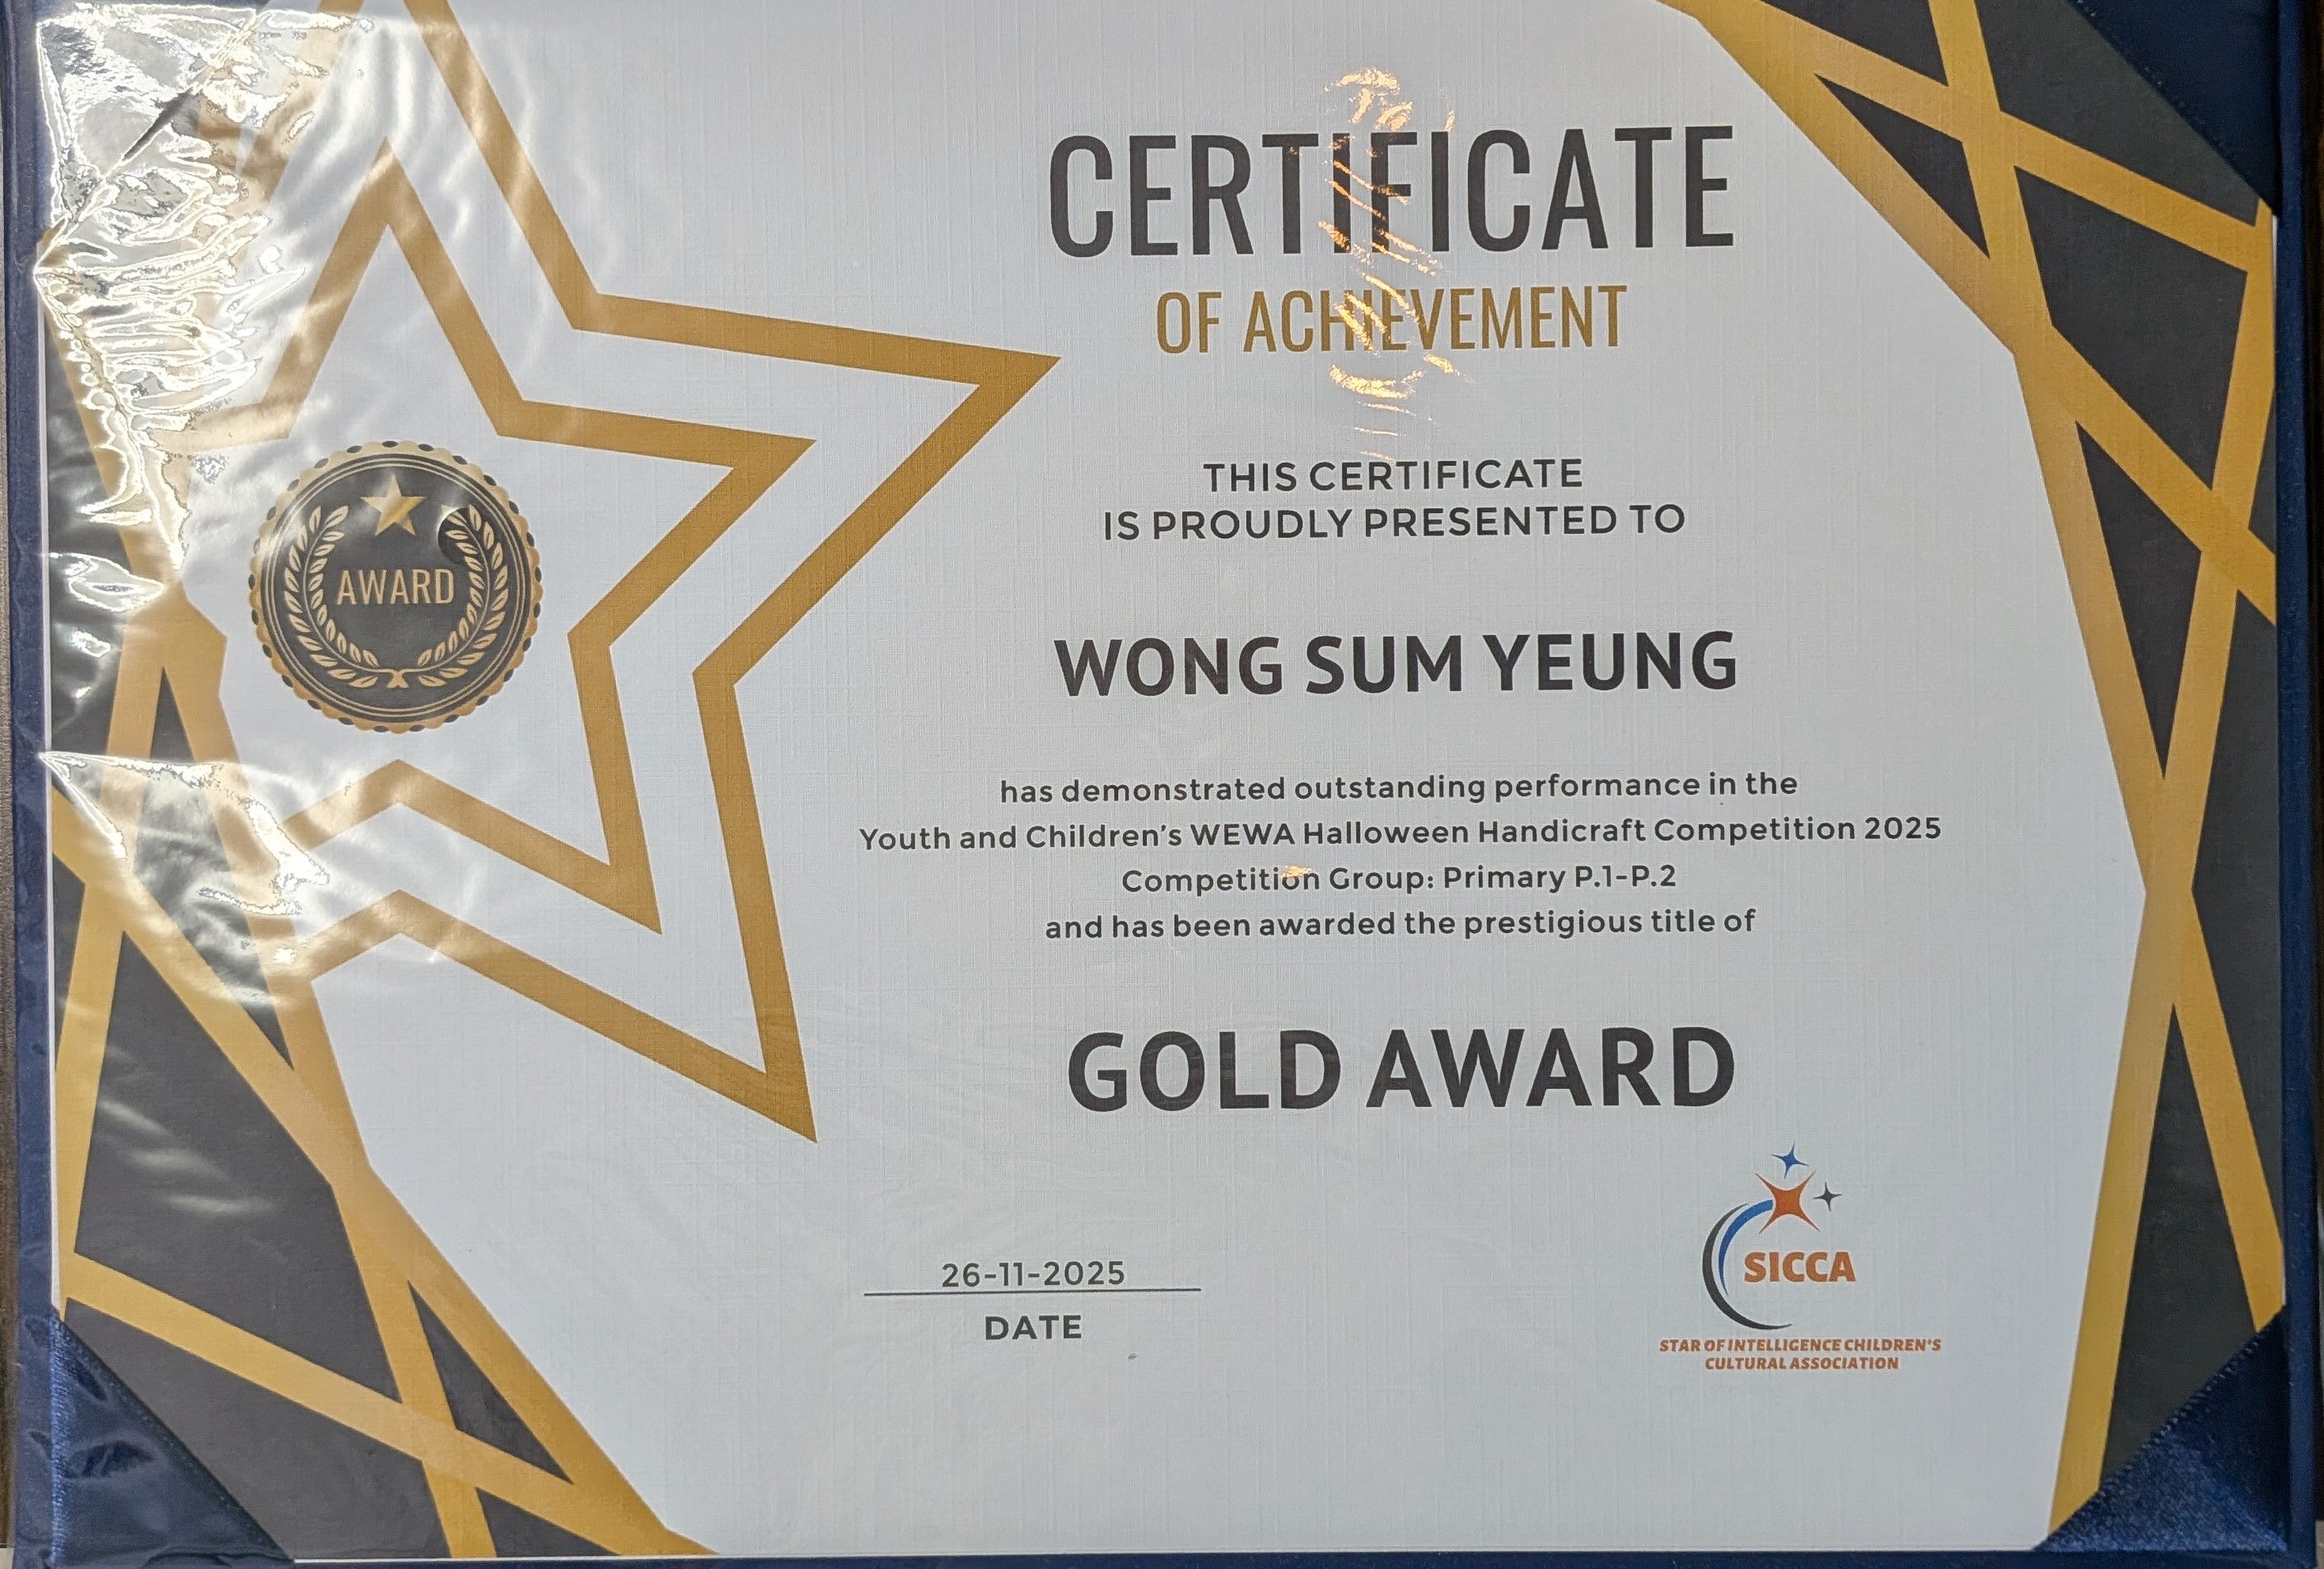 CERTIFICATE
OF ACHIEVEMENT
THIS CERTIFICATE
IS PROUDLY PRESENTED TO
AWARD
WONG SUM YEUNG
has demonstrated outstanding performance in the
Youth and Children's WEWA Halloween Handicraft Competition 2025
Competition Group: Primary P.1-P.2
and has been awarded the prestigious title of
GOLD AWARD
26-11-2025
DATE
SICCA
STAR OF INTELLIGENCE CHILDREN'S
CULTURAL ASSOCIATION